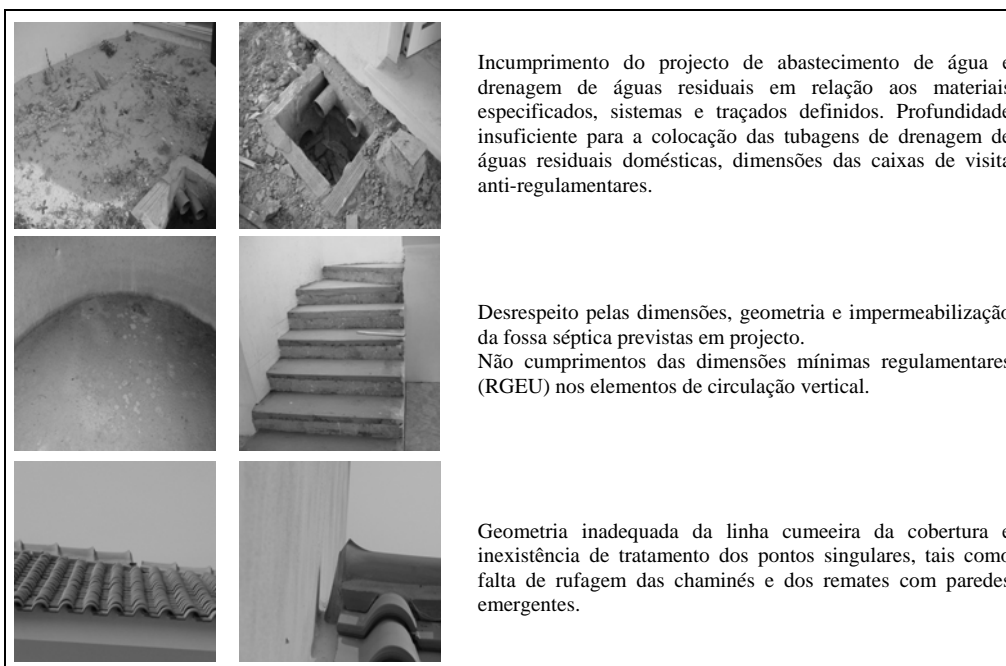 Incumprimento do projecto de abastecimento de água e
drenagem de águas residuais em relação aos materiais
especificados, sistemas e traçados definidos. Profundidade
insuficiente para a colocação das tubagens de drenagem de
águas residuais domésticas, dimensões das caixas de visita
anti-regulamentares.
Desrespeito pelas dimensões, geometria e impermeabilização
da fossa séptica previstas em projecto.
Não cumprimentos das dimensões mínimas regulamentares
(RGEU) nos elementos de circulação vertical.
Geometria inadequada da linha cumeeira da cobertura e
inexistência de tratamento dos pontos singulares, tais como
falta de rufagem das chaminés e dos remates com paredes
emergentes.